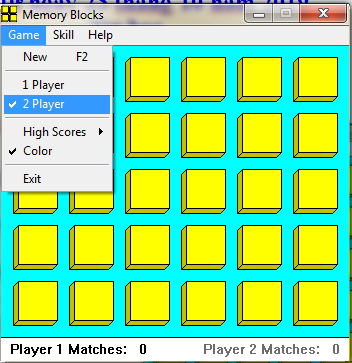 Memory Blocks
Game Skill Help
New F2
1 Player
2 Player
High Scores
Color
Exit
Player 1 Matches: 0 Player 2 Matches: 0